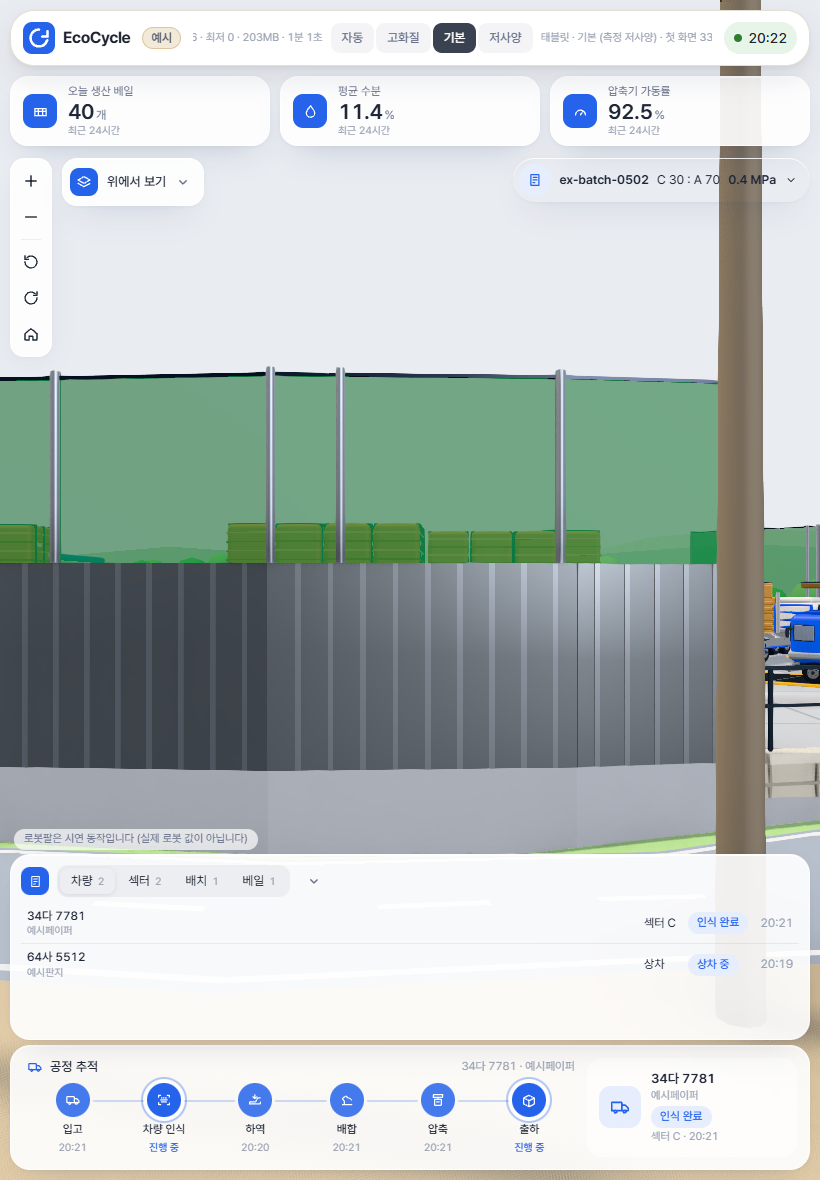 EcoCycle
예시
· 최저 0 · 203MB · 1분 1초
자동
고화질
기본
저사양
태블릿 · 기본 (측정 저사양) · 첫 화면 33
20:22
오늘 생산 베일
40개
최근 24시간
평균 수분
11.4%
최근 24시간
압축기 가동률
92.5%
최근 24시간
위에서 보기
ex-batch-0502 C 30 : A 70 0.4 MPa
로봇팔은 시연 동작입니다 (실제 로봇 값이 아닙니다)
차량 2
섹터 2
배치 1
베일 1
34다 7781
예시페이퍼
섹터 C
인식 완료
20:21
64사 5512
예시판지
상차
상차 중
20:19
공정 추적
34다 7781 · 예시페이퍼
입고
20:21
차량 인식
진행 중
하역
20:20
배합
20:21
압축
20:21
출하
진행 중
34다 7781
예시페이퍼
인식 완료
섹터 C · 20:21